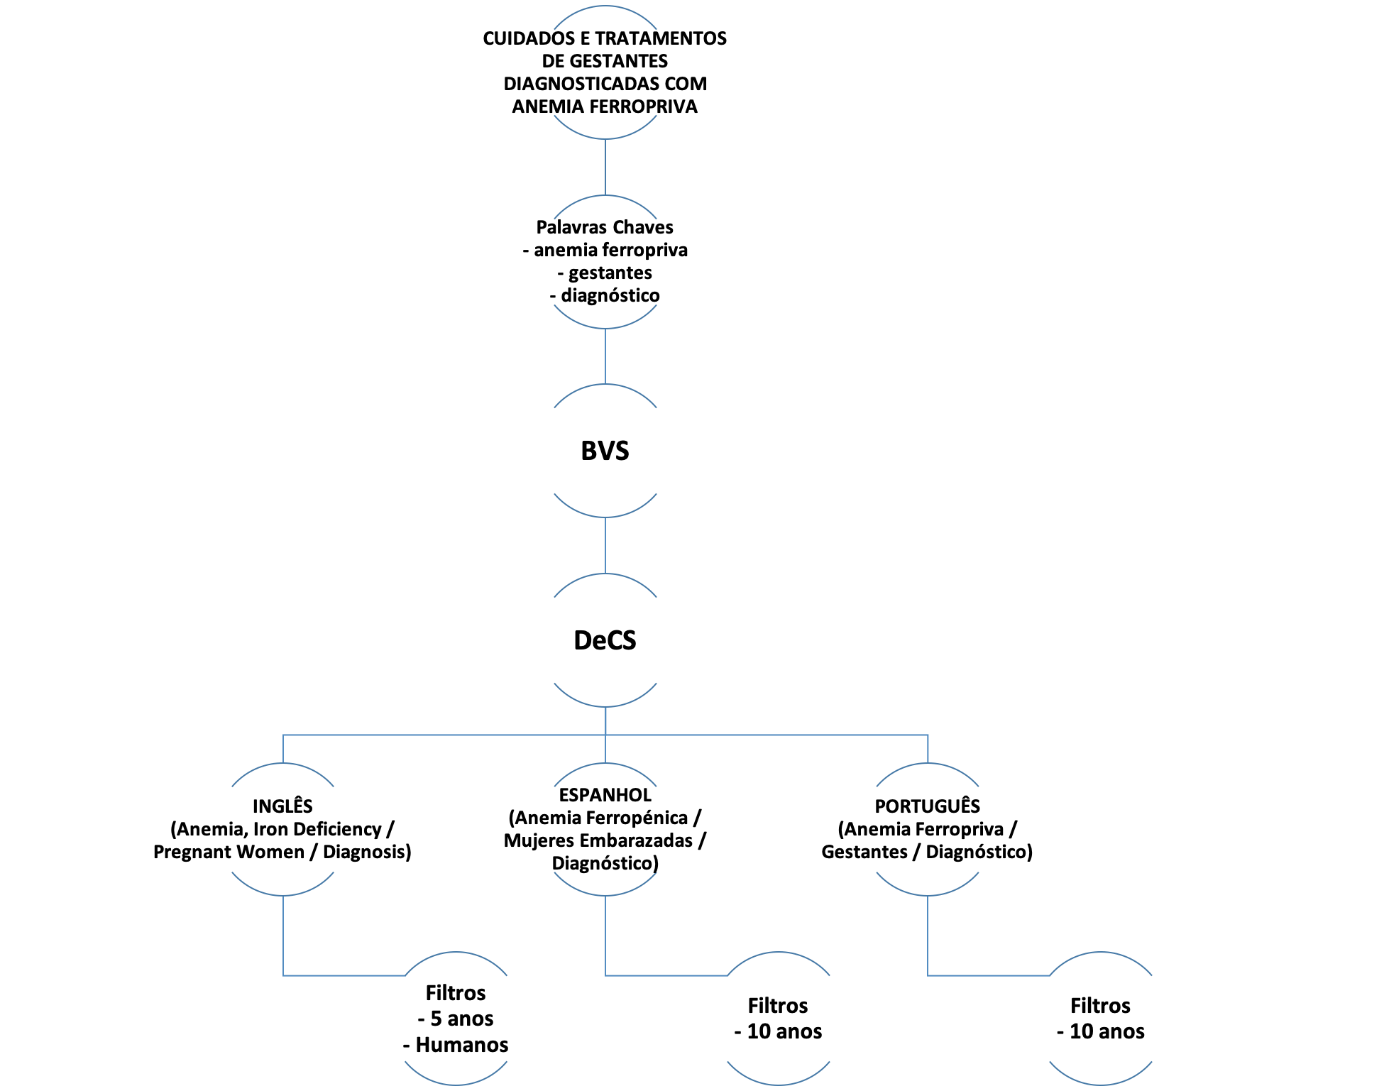 CUIDADOS E TRATAMENTOS
DE GESTANTES
DIAGNOSTICADAS COM
ANEMIA FERROPRIVA
Palavras Chaves
- anemia ferropriva
- gestantes
- diagnóstico
BVS
DeCS
INGLÊS
(Anemia, Iron Deficiency /
Pregnant Women / Diagnosis)
ESPANHOL
(Anemia Ferropénica /
Mujeres Embarazadas /
Diagnóstico)
PORTUGUÊS
(Anemia Ferropriva /
Gestantes / Diagnóstico)
Filtros
- 5 anos
- Humanos
Filtros
- 10 anos
Filtros
- 10 anos